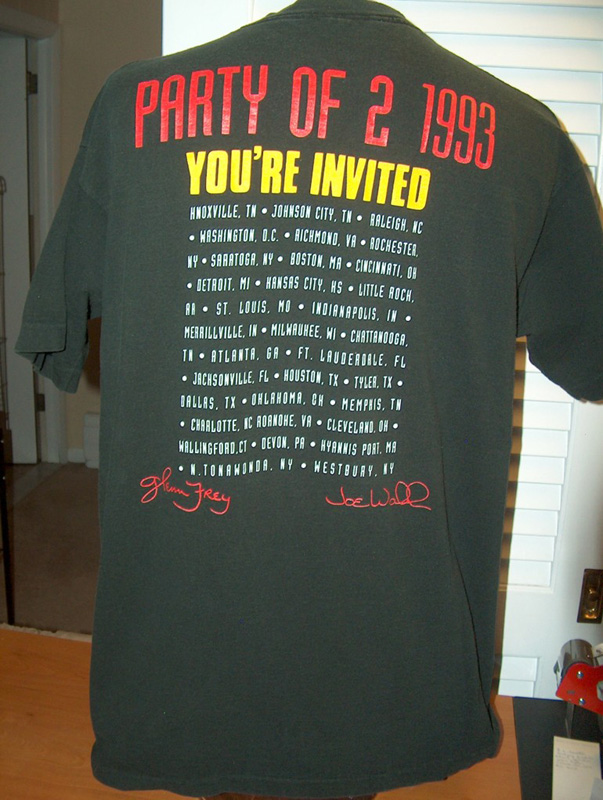 PARTY OF 2 1993
YOU'RE INVITED
KNOXVILLE, TN • JOHNSON CITY, TN • RALEIGH, NC
• WASHINGTON, D.C. • RICHMOND, VA • ROCHESTER,
NY • SARATOGA, NY • BOSTON, MA • CINCINNATI, OH
• DETROIT, MI • KANSAS CITY, KS • LITTLE ROCK,
AR • ST. LOUIS, MO • INDIANAPOLIS, IN •
MERRILLVILLE, IN • MILWAUKEE, WI • CHATTANOOGA,
TN • ATLANTA, GA • FT. LAUDERDALE, FL
• JACKSONVILLE, FL • HOUSTON, TX • TYLER, TX •
DALLAS, TX • OKLAHOMA, OH • MEMPHIS, TN
• CHARLOTTE, NC ROANOKE, VA • CLEVELAND, OH •
WALLINGFORD, CT • DEVON, PA • HYANNIS PORT, MA
• N.TONAWONDA, NY • WESTBURY, NY
Glenn Frey Joe Walsh